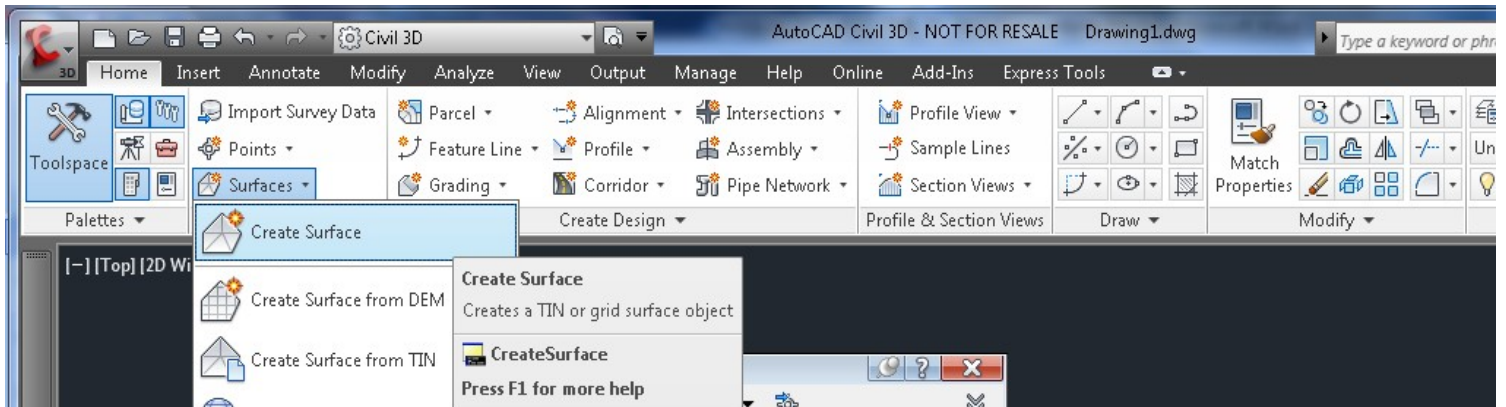 Civil 3D
AutoCAD Civil 3D - NOT FOR RESALE Drawing1.dwg
Type a keyword or phr
3D Home Insert Annotate Modify Analyze View Output Manage Help Online Add-Ins Express Tools
Toolspace
Import Survey Data
Points
Surfaces
Parcel
Feature Line
Grading
Alignment
Profile
Corridor
Intersections
Assembly
Pipe Network
Profile View
Sample Lines
Section Views
Match
Properties
Un
Palettes
Create Design
Profile & Section Views
Draw
Modify
[–] [Top] [2D Wi
Create Surface
Create Surface from DEM
Create Surface from TIN
Create Surface
Creates a TIN or grid surface object
CreateSurface
Press F1 for more help